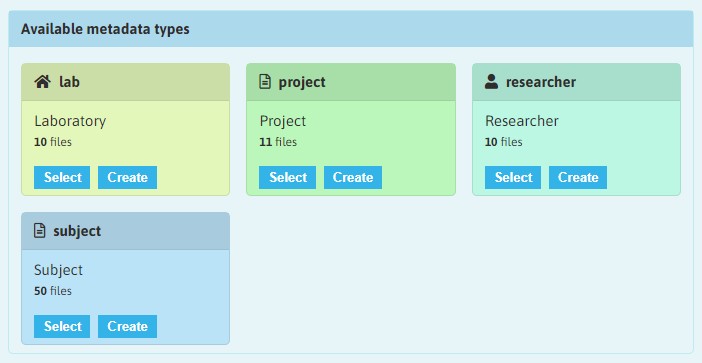 Available metadata types
lab
Laboratory
10 files
Select Create
project
Project
11 files
Select Create
researcher
Researcher
10 files
Select Create
subject
Subject
50 files
Select Create